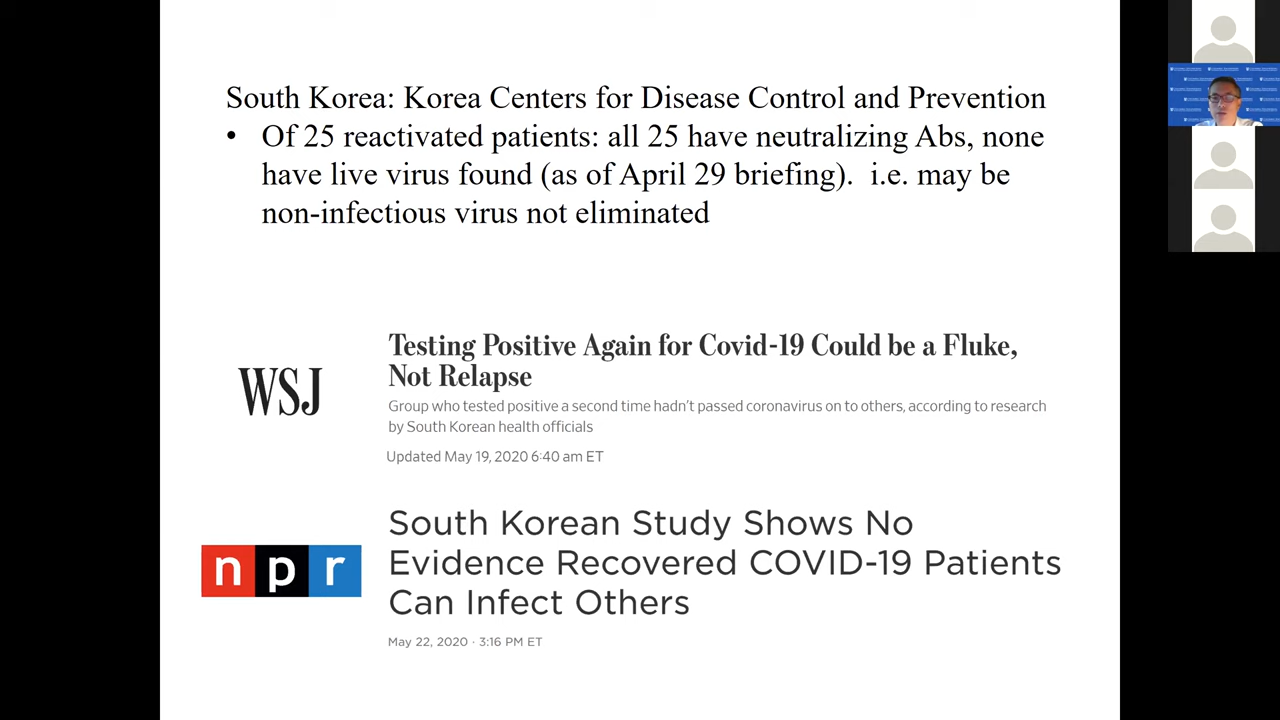 South Korea: Korea Centers for Disease Control and Prevention
• Of 25 reactivated patients: all 25 have neutralizing Abs, none
have live virus found (as of April 29 briefing).  i.e. may be
non-infectious virus not eliminated
WSJ
Testing Positive Again for Covid-19 Could be a Fluke,
Not Relapse
Group who tested positive a second time hadn't passed coronavirus on to others, according to research
by South Korean health officials
Updated May 19, 2020 6:40 am ET
npr
South Korean Study Shows No
Evidence Recovered COVID-19 Patients
Can Infect Others
May 22, 2020 · 3:16 PM ET